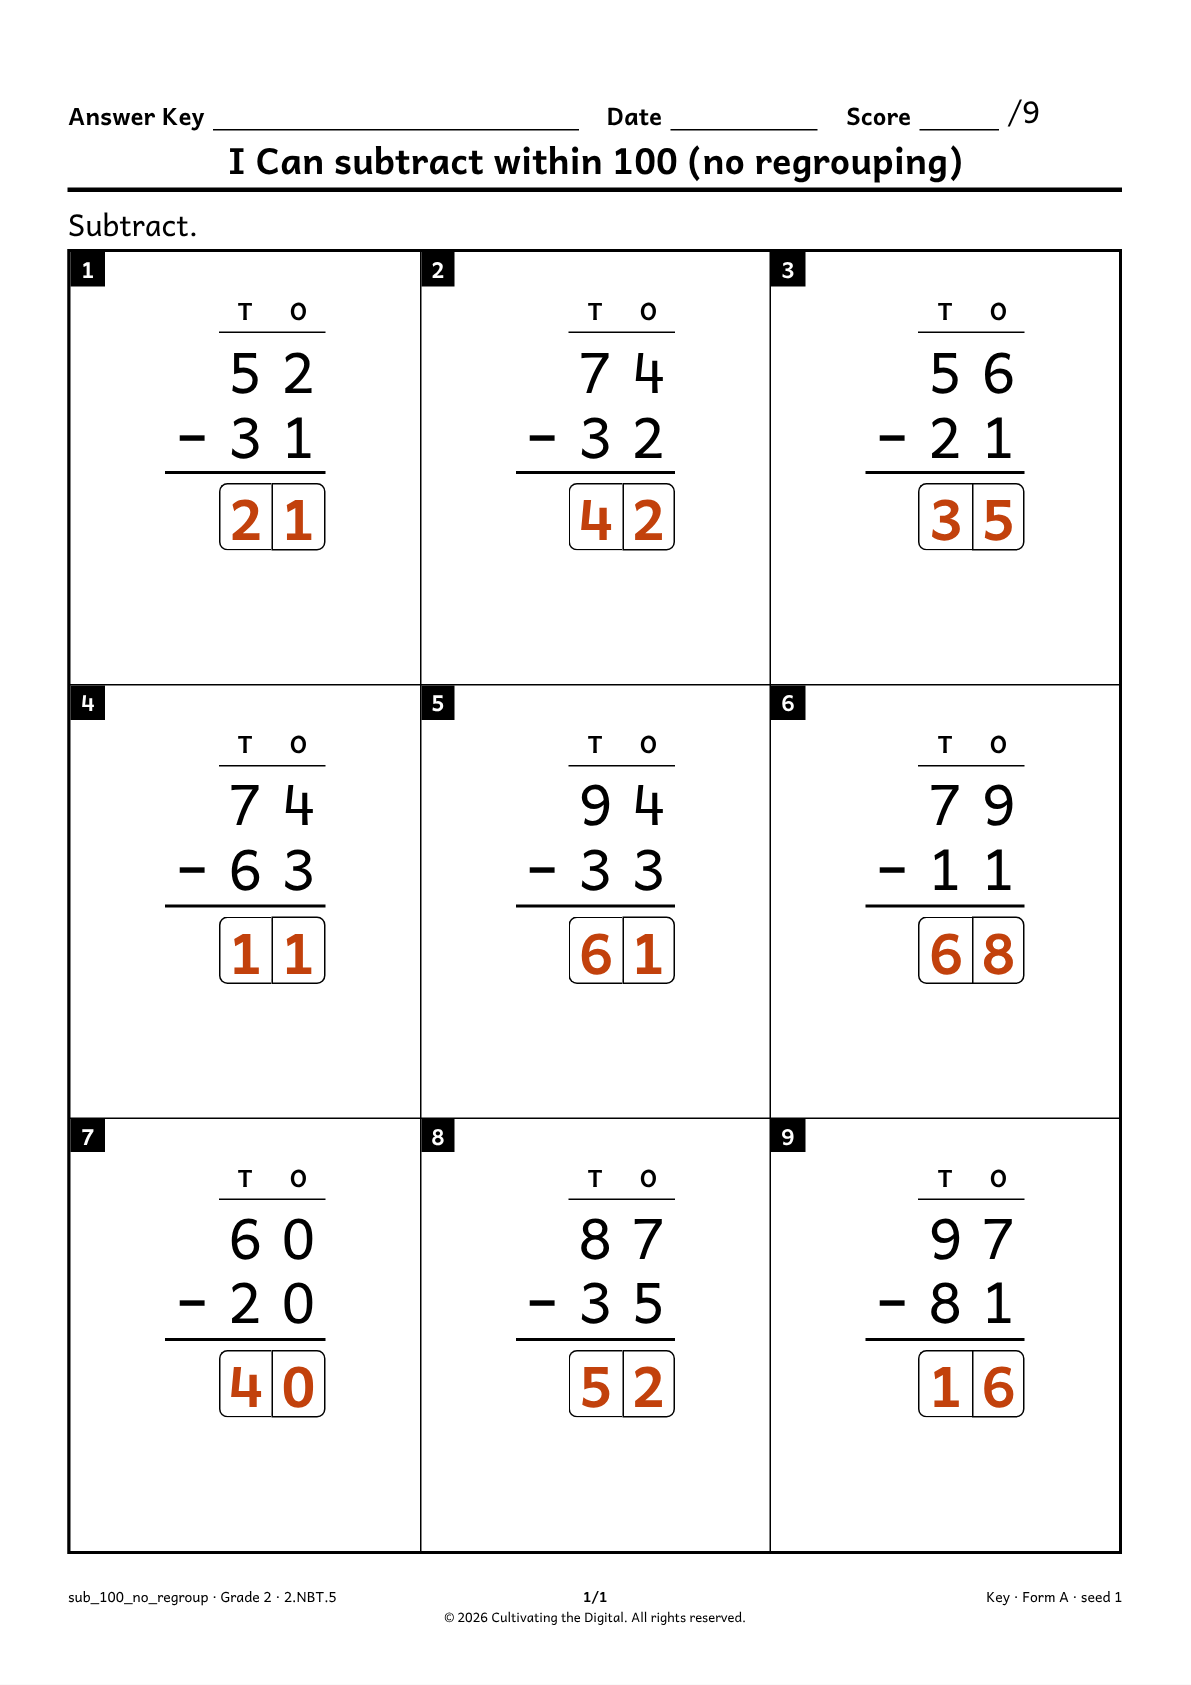 Answer Key ____________________ Date ________ Score _____ /9
I Can subtract within 100 (no regrouping)
Subtract.
1 2 3
T O T O T O
5 2 7 4 5 6
− 3 1 − 3 2 − 2 1
2 1 4 2 3 5
4 5 6
T O T O T O
7 4 9 4 7 9
− 6 3 − 3 3 − 1 1
1 1 6 1 6 8
7 8 9
T O T O T O
6 0 8 7 9 7
− 2 0 − 3 5 − 8 1
4 0 5 2 1 6
sub_100_no_regroup · Grade 2 · 2.NBT.5 1/1 Key · Form A · seed 1
© 2026 Cultivating the Digital. All rights reserved.